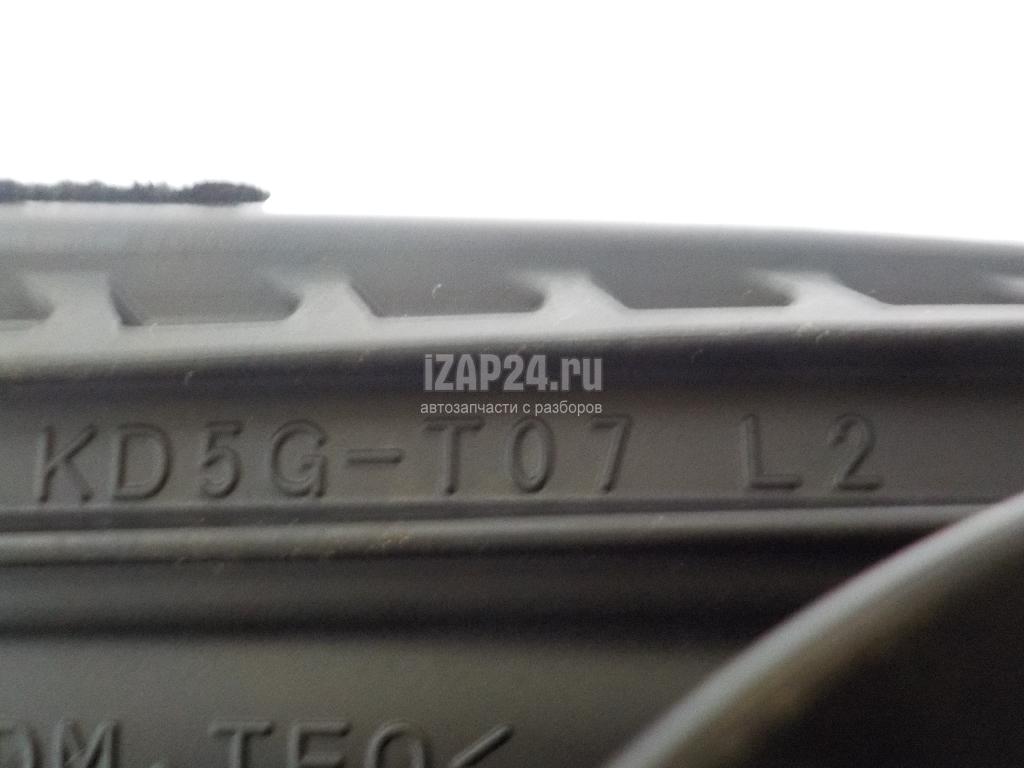 iZAP24.ru
автозапчасти с разборов
KD5G-T07 L2